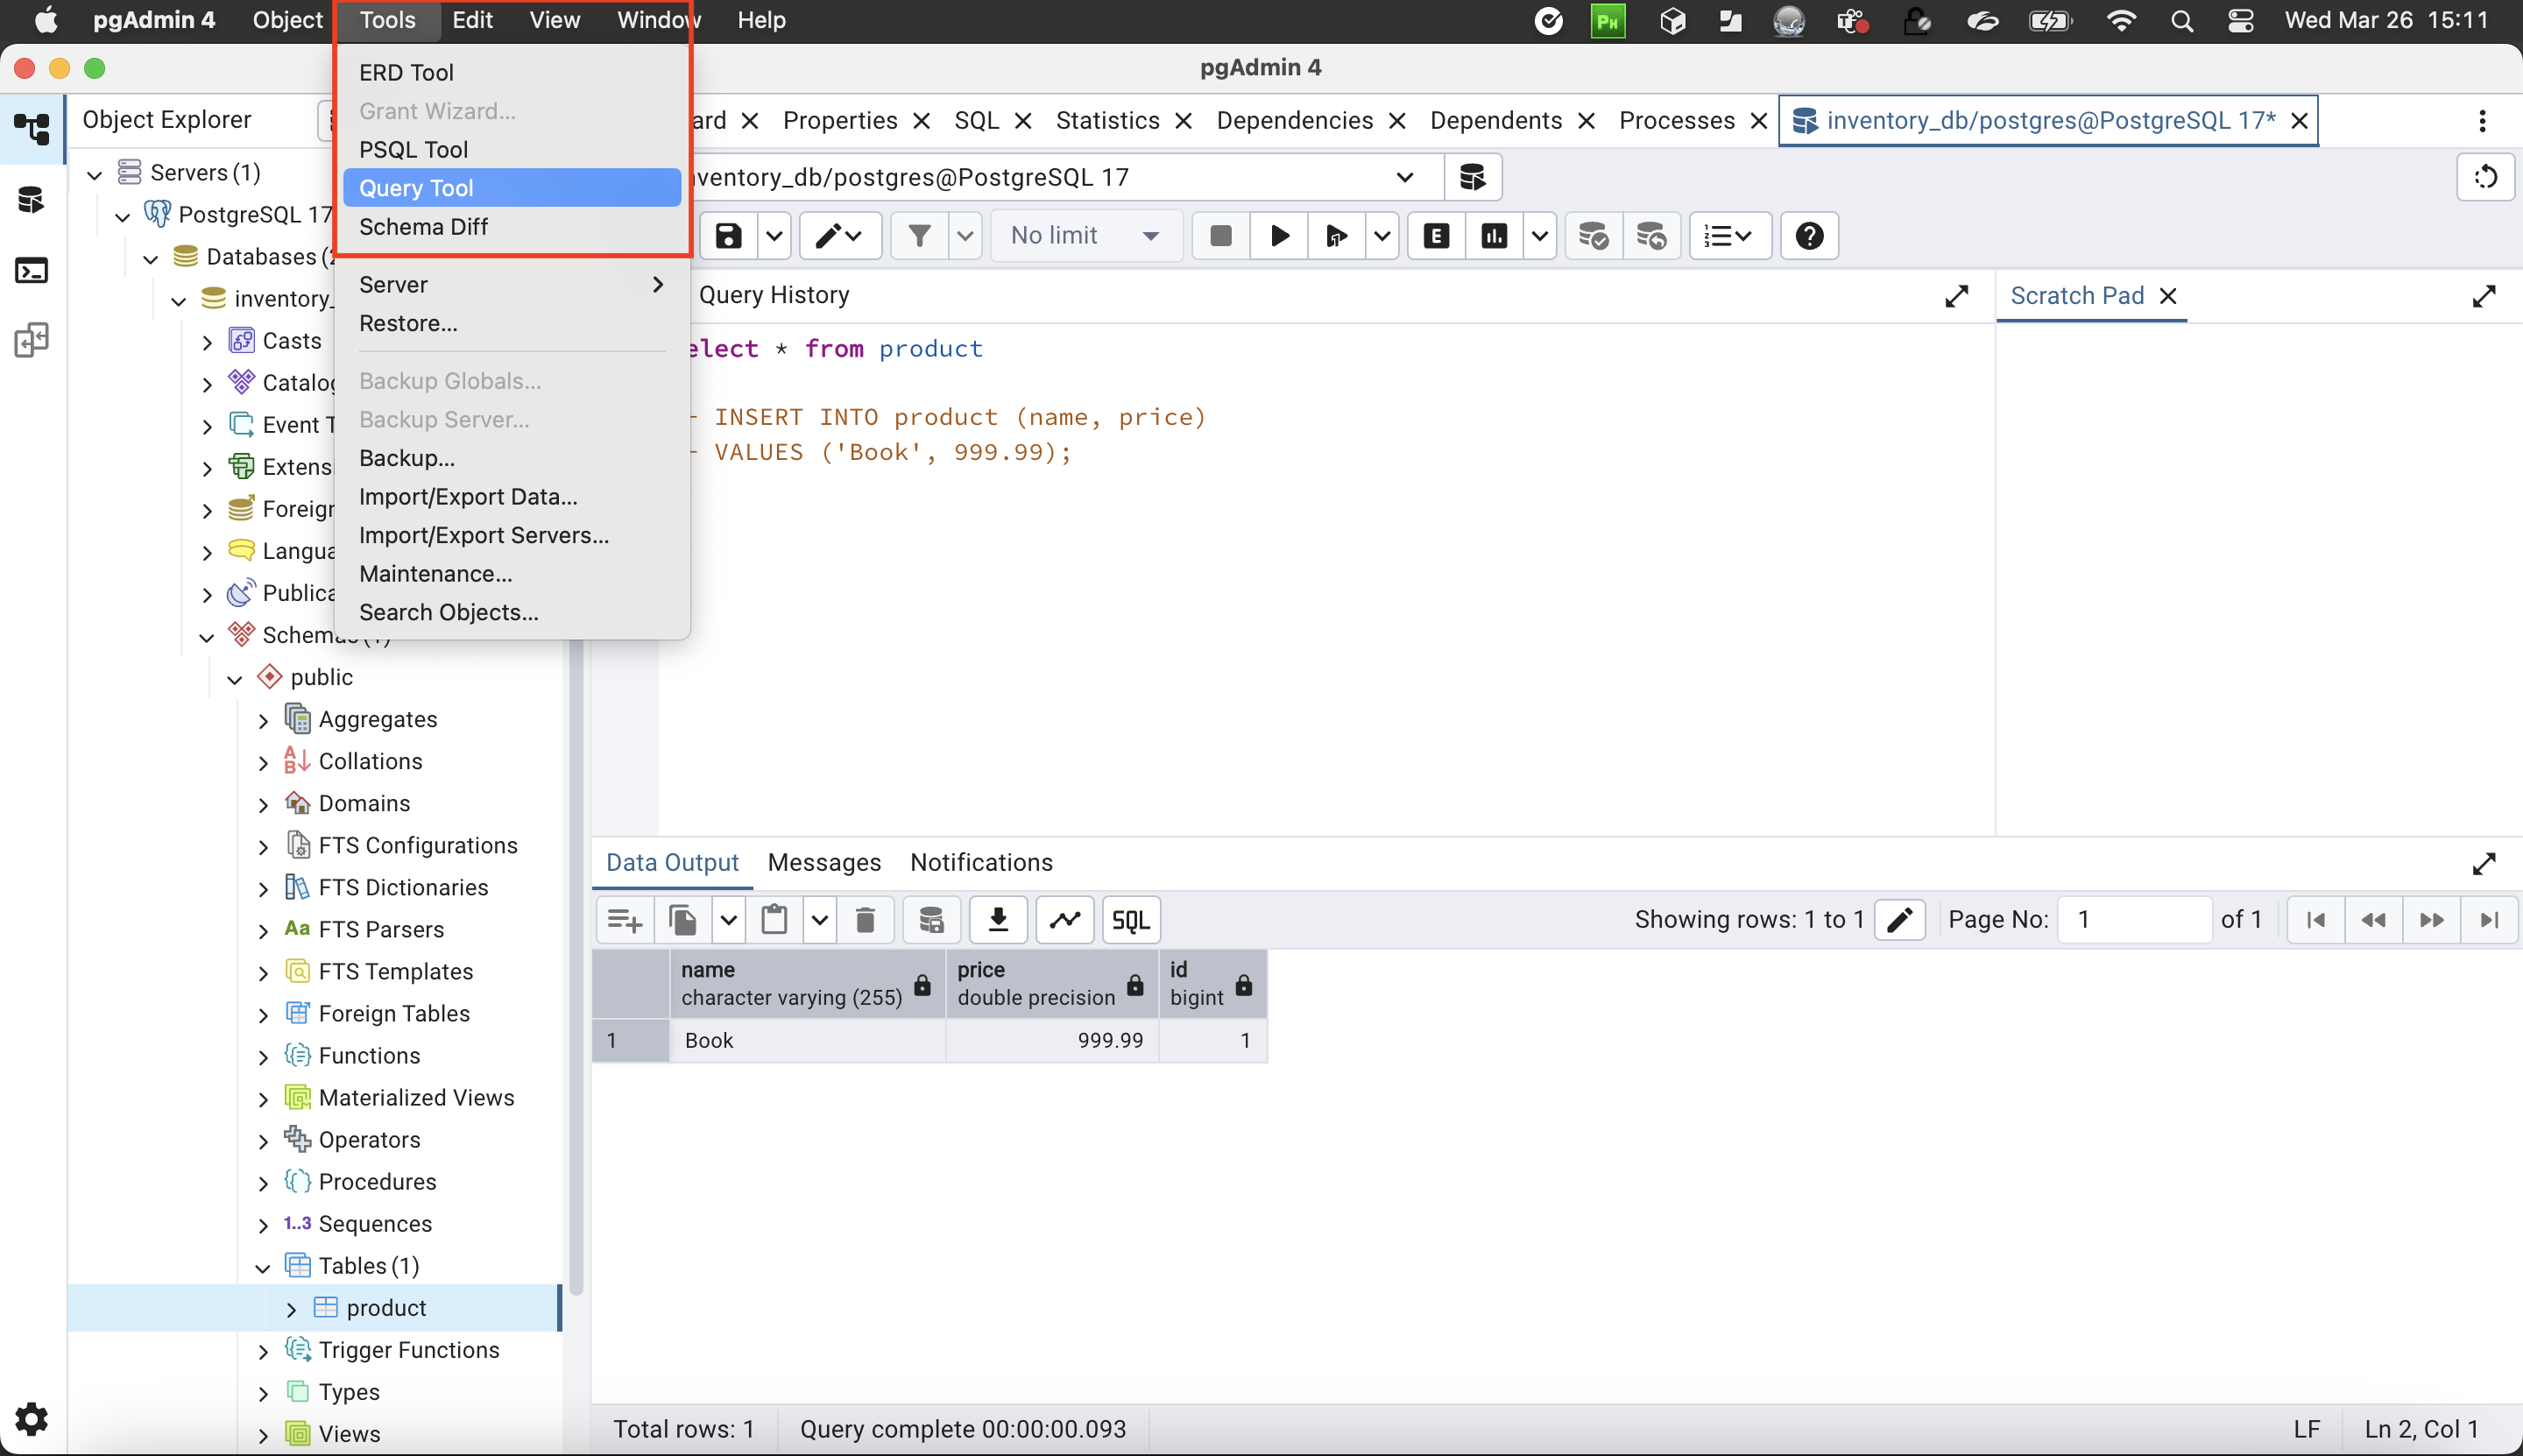 pgAdmin 4 Object Tools Edit View Window Help Wed Mar 26 15:11
pgAdmin 4
Object Explorer
Servers (1)
PostgreSQL 17
Databases (
inventory_
Casts
Catalog
Event T
Extensi
Foreign
Langua
Publica
Schemas (1)
public
Aggregates
Collations
Domains
FTS Configurations
FTS Dictionaries
Aa FTS Parsers
FTS Templates
Foreign Tables
Functions
Materialized Views
Operators
Procedures
1..3 Sequences
Tables (1)
product
Trigger Functions
Types
Views
ERD Tool
Grant Wizard...
PSQL Tool
Query Tool
Schema Diff
Server
Restore...
Backup Globals...
Backup Server...
Backup...
Import/Export Data...
Import/Export Servers...
Maintenance...
Search Objects...
ard Properties SQL Statistics Dependencies Dependents Processes inventory_db/postgres@PostgreSQL 17*
ventory_db/postgres@PostgreSQL 17
No limit E
Query History
Scratch Pad
elect * from product
- INSERT INTO product (name, price)
- VALUES ('Book', 999.99);
Data Output Messages Notifications
SQL Showing rows: 1 to 1 Page No: 1 of 1
name price id
character varying (255) double precision bigint
1 Book 999.99 1
Total rows: 1 Query complete 00:00:00.093 LF Ln 2, Col 1